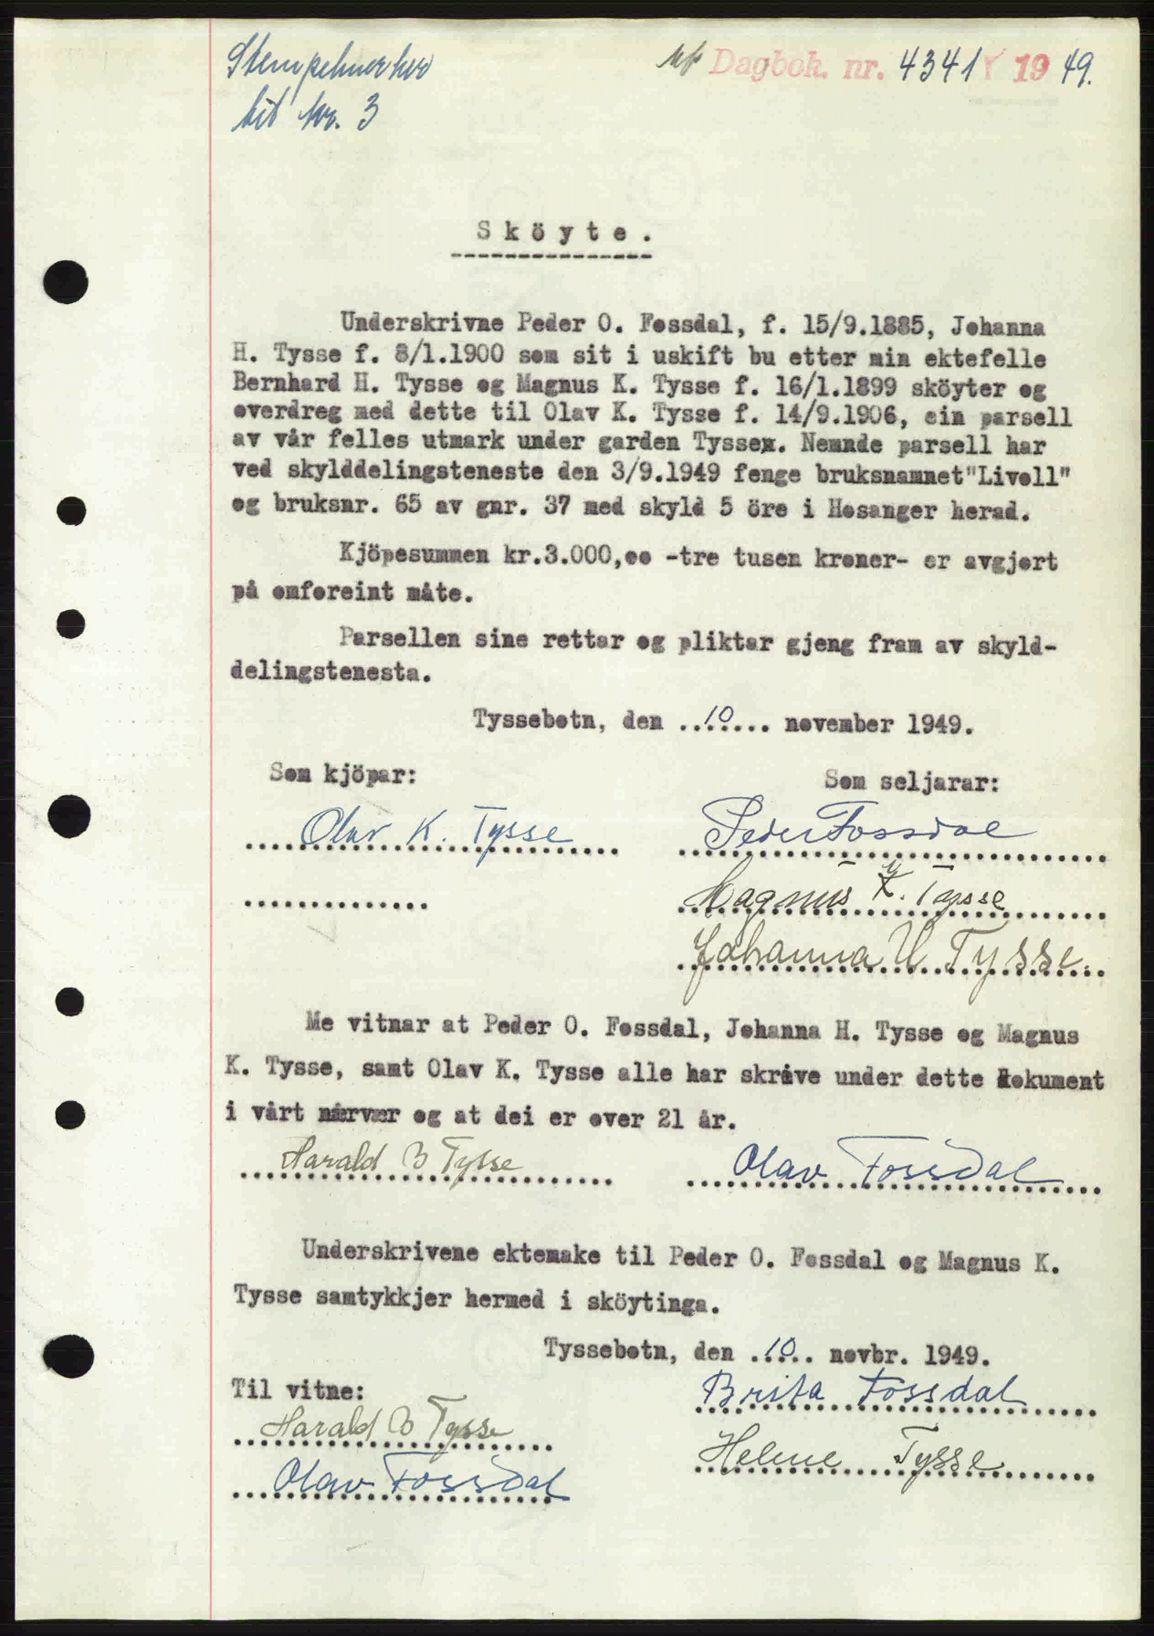 Dagbok. nr. 4341 19 49.
Nr. 3
Sköyte.
Underskrivne Peder O. Fossdal, f. 15/9.1885, Johanna
H. Tysse f. 8/1.1900 som sit i uskift bu etter min ektefelle
Bernhard H. Tysse og Magnus K. Tysse f. 16/1.1899 sköyter og
overdreg med dette til Olav K. Tysse f. 14/9.1906, ein parsell
av vår felles utmark under garden Tyssen. Nemnde parsell har
ved skylddelingsteneste den 3/9.1949 fenge bruksnamnet "Livoll"
og bruksnr. 65 av gnr. 37 med skyld 5 öre i Hosanger herad.
Kjöpesummen kr.3.000,oo -tre tusen kroner- er avgjort
på omforeint måte.
Parsellen sine rettar og pliktar gjeng fram av skyld-
delingstenesta.
Tyssebotn, den ..10..... november 1949.
Som kjöpar:
Som seljarar:
Olav K. Tysse
Peder Fossdal
Magnus K. Tysse
Johanna H Tysse
Me vitnar at Peder O. Fossdal, Johanna H. Tysse og Magnus
K. Tysse, samt Olav K. Tysse alle har skrive under dette dokument
i vårt nærvær og at dei er over 21 år.
Harald B Tysse
Olav Fossdal
Underskrivene ektemake til Peder O. Fossdal og Magnus K.
Tysse samtykkjer hermed i sköytinga.
Tyssebotn, den .10... novbr. 1949.
Til vitne:
Brita Fossdal
Harald B Tysse
Helene Tysse
Olav Fossdal